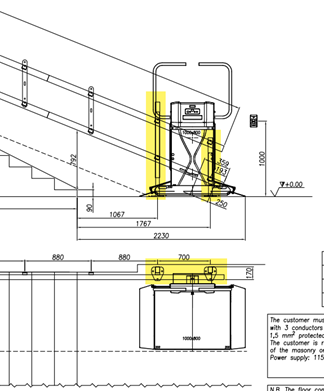 1000x800
359
193
792
1000
250
90
+0.00
1067
1767
2230
880
880
700
170
1000x800
The customer mus
with 3 conductors
1,5 mm² protected
The customer is r
of the masonry or
Power supply: 115
N.B. The floor con